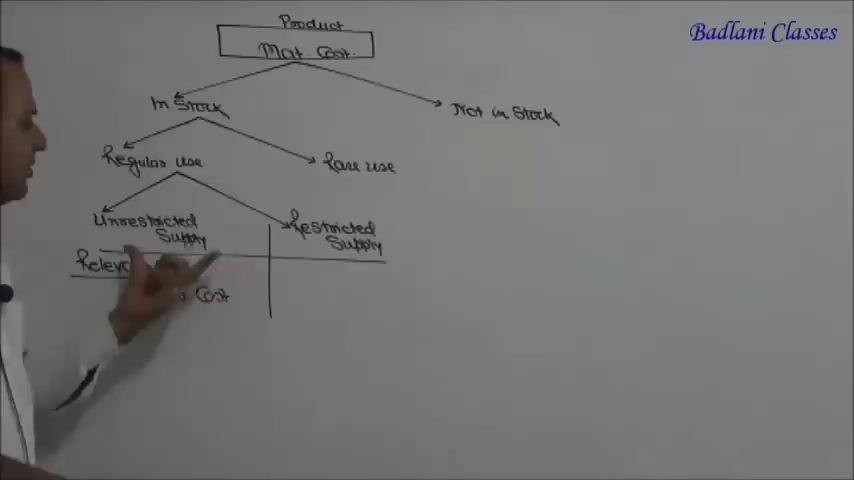 Badlani Classes
Product
Mat. Cost.
In Stock
Not in Stock
Regular use
Rare use
Unrestricted
Supply
Restricted
Supply
Cost